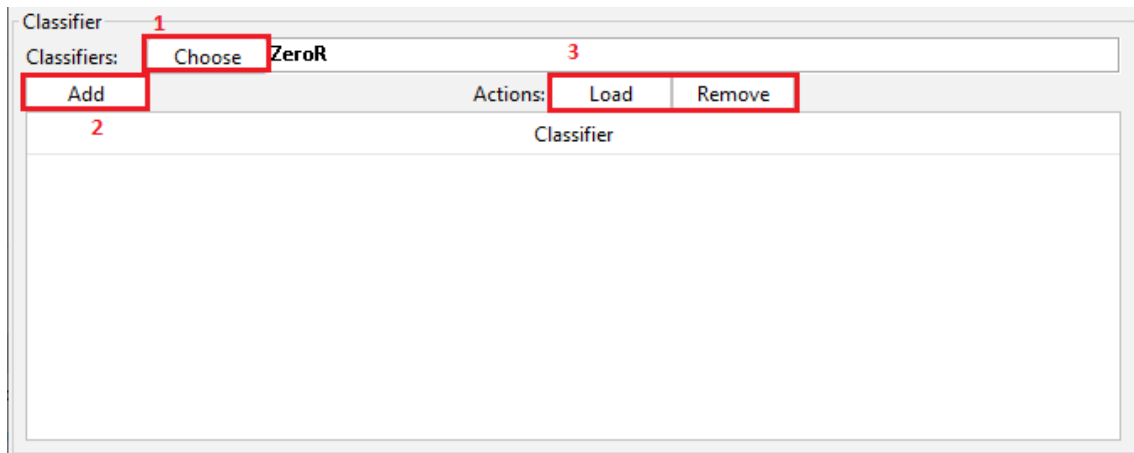 Classifier
1
Classifiers: Choose ZeroR 3
Add Actions: Load Remove
2
Classifier